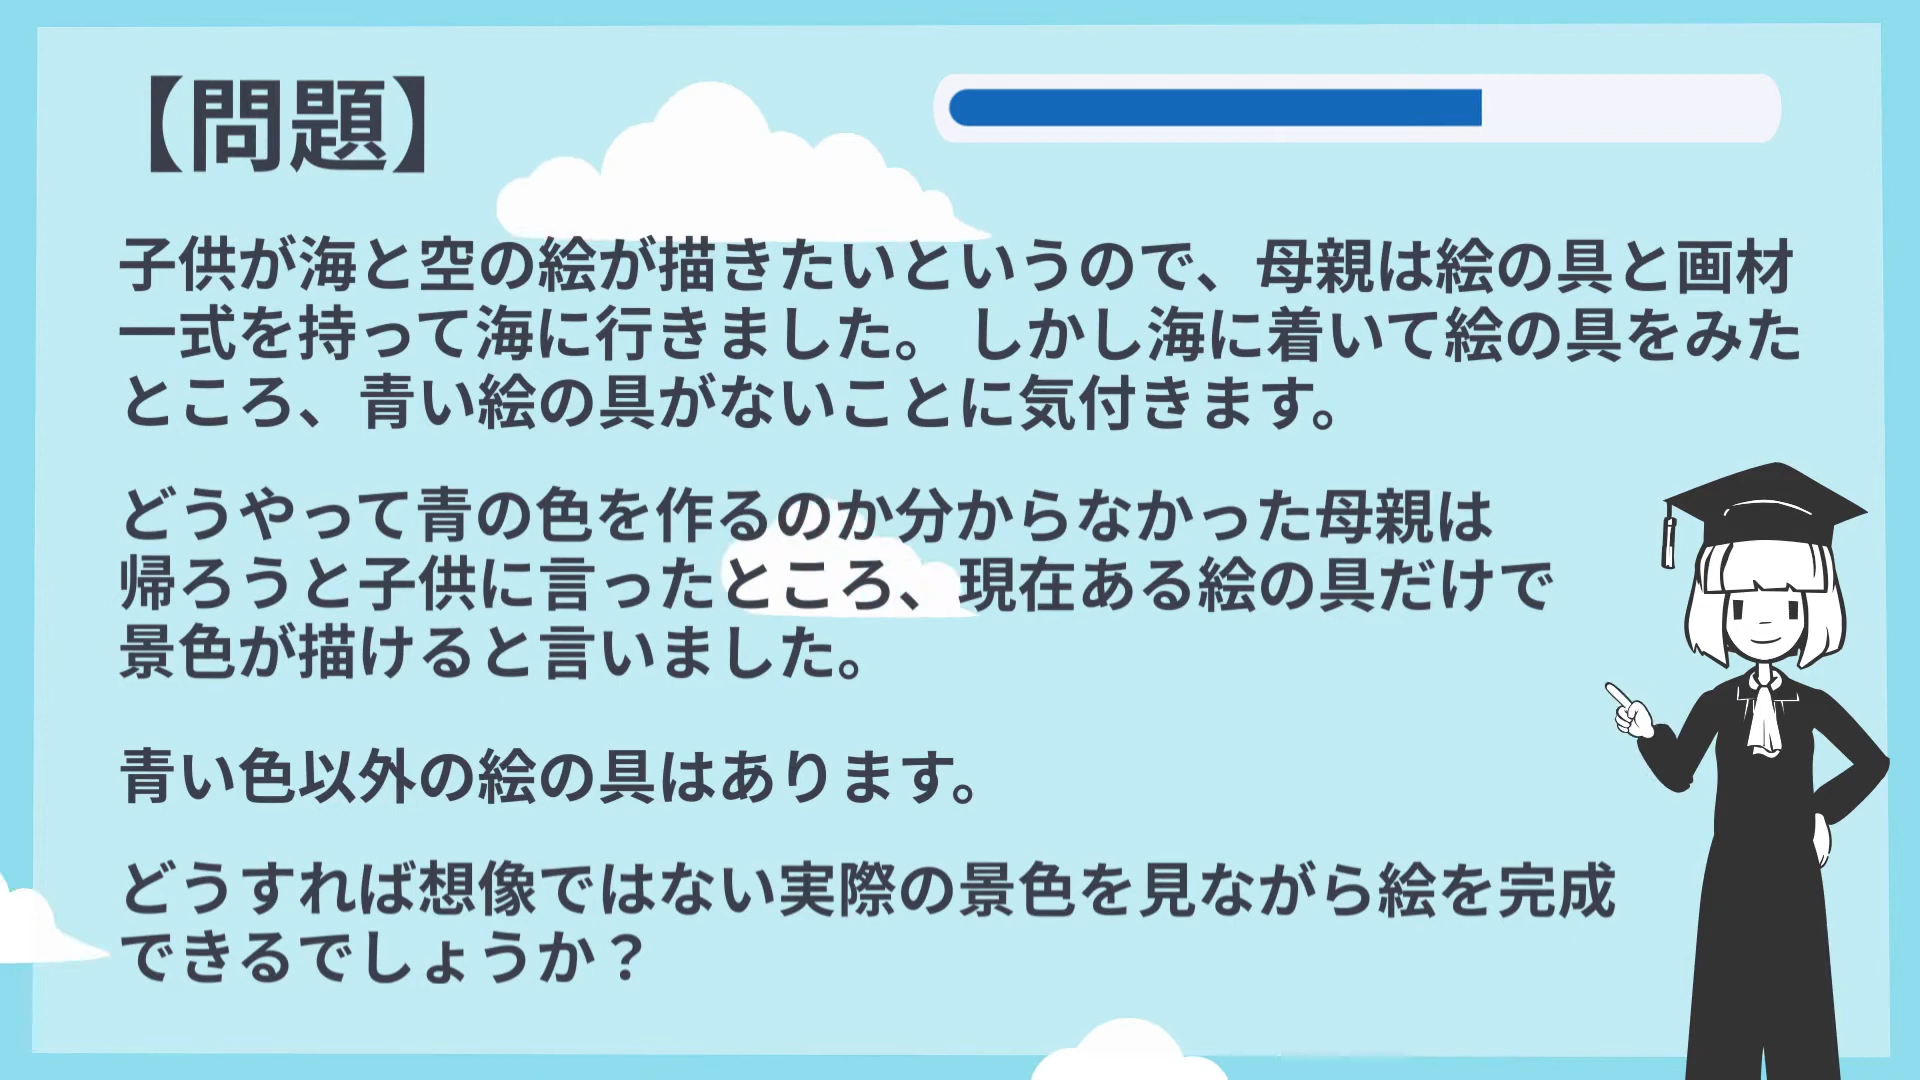 【問題】
子供が海と空の絵が描きたいというので、母親は絵の具と画材
一式を持って海に行きました。 しかし海に着いて絵の具をみた
ところ、青い絵の具がないことに気付きます。
どうやって青の色を作るのか分からなかった母親は
帰ろうと子供に言ったところ、現在ある絵の具だけで
景色が描けると言いました。
青い色以外の絵の具はあります。
どうすれば想像ではない実際の景色を見ながら絵を完成
できるでしょうか？